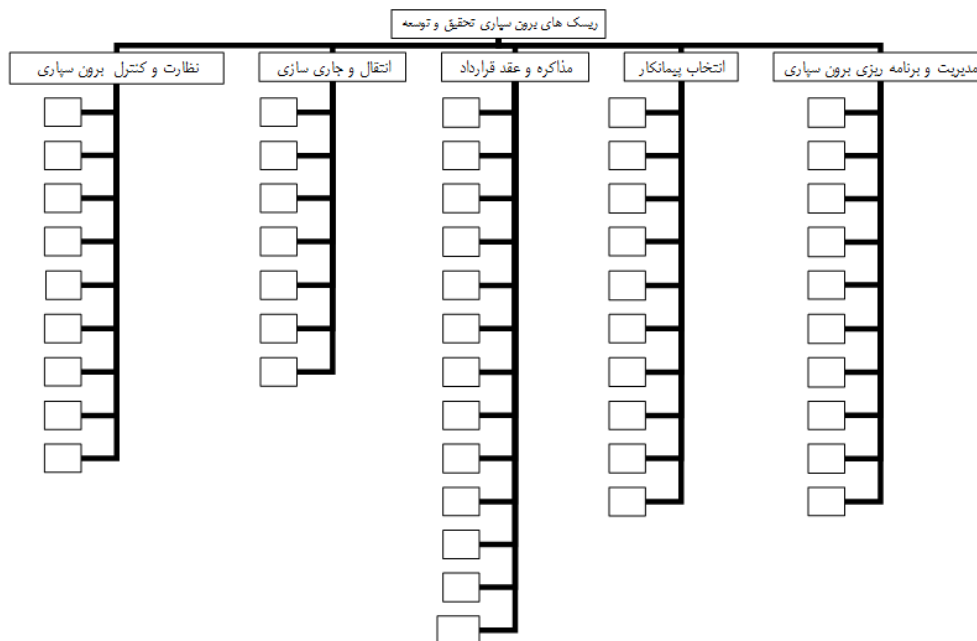 ریسک های برون سپاری تحقیق و توسعه
مدیریت و برنامه ریزی برون سپاری
انتخاب پیمانکار
مذاکره و عقد قرارداد
انتقال و جاری سازی
نظارت و کنترل برون سپاری